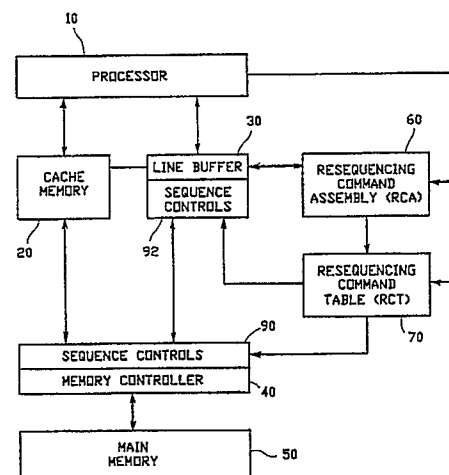 10
PROCESSOR
30
60
CACHE
MEMORY
LINE BUFFER
SEQUENCE
CONTROLS
RESEQUENCING
COMMAND
ASSEMBLY (RCA)
20
92
RESEQUENCING
COMMAND
TABLE (RCT)
90
70
SEQUENCE CONTROLS
MEMORY CONTROLLER
40
MAIN
MEMORY
50